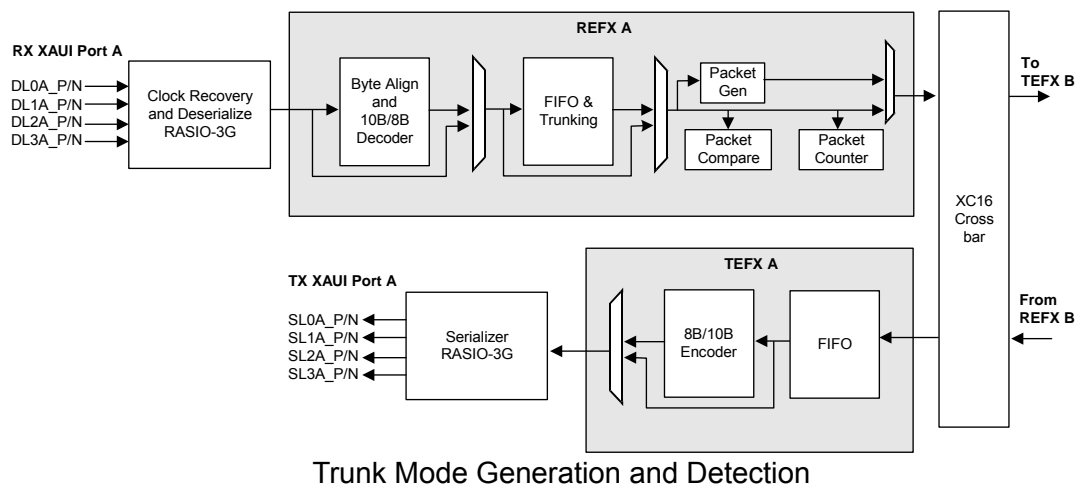 REFX A
RX XAUI Port A
DL0A_P/N
DL1A_P/N
DL2A_P/N
DL3A_P/N
Clock Recovery
and Deserialize
RASIO-3G
Byte Align
and
10B/8B
Decoder
FIFO &
Trunking
Packet
Gen
Packet
Compare
Packet
Counter
To
TEFX B
XC16
Cross
bar
TEFX A
TX XAUI Port A
SL0A_P/N
SL1A_P/N
SL2A_P/N
SL3A_P/N
Serializer
RASIO-3G
8B/10B
Encoder
FIFO
From
REFX B
Trunk Mode Generation and Detection